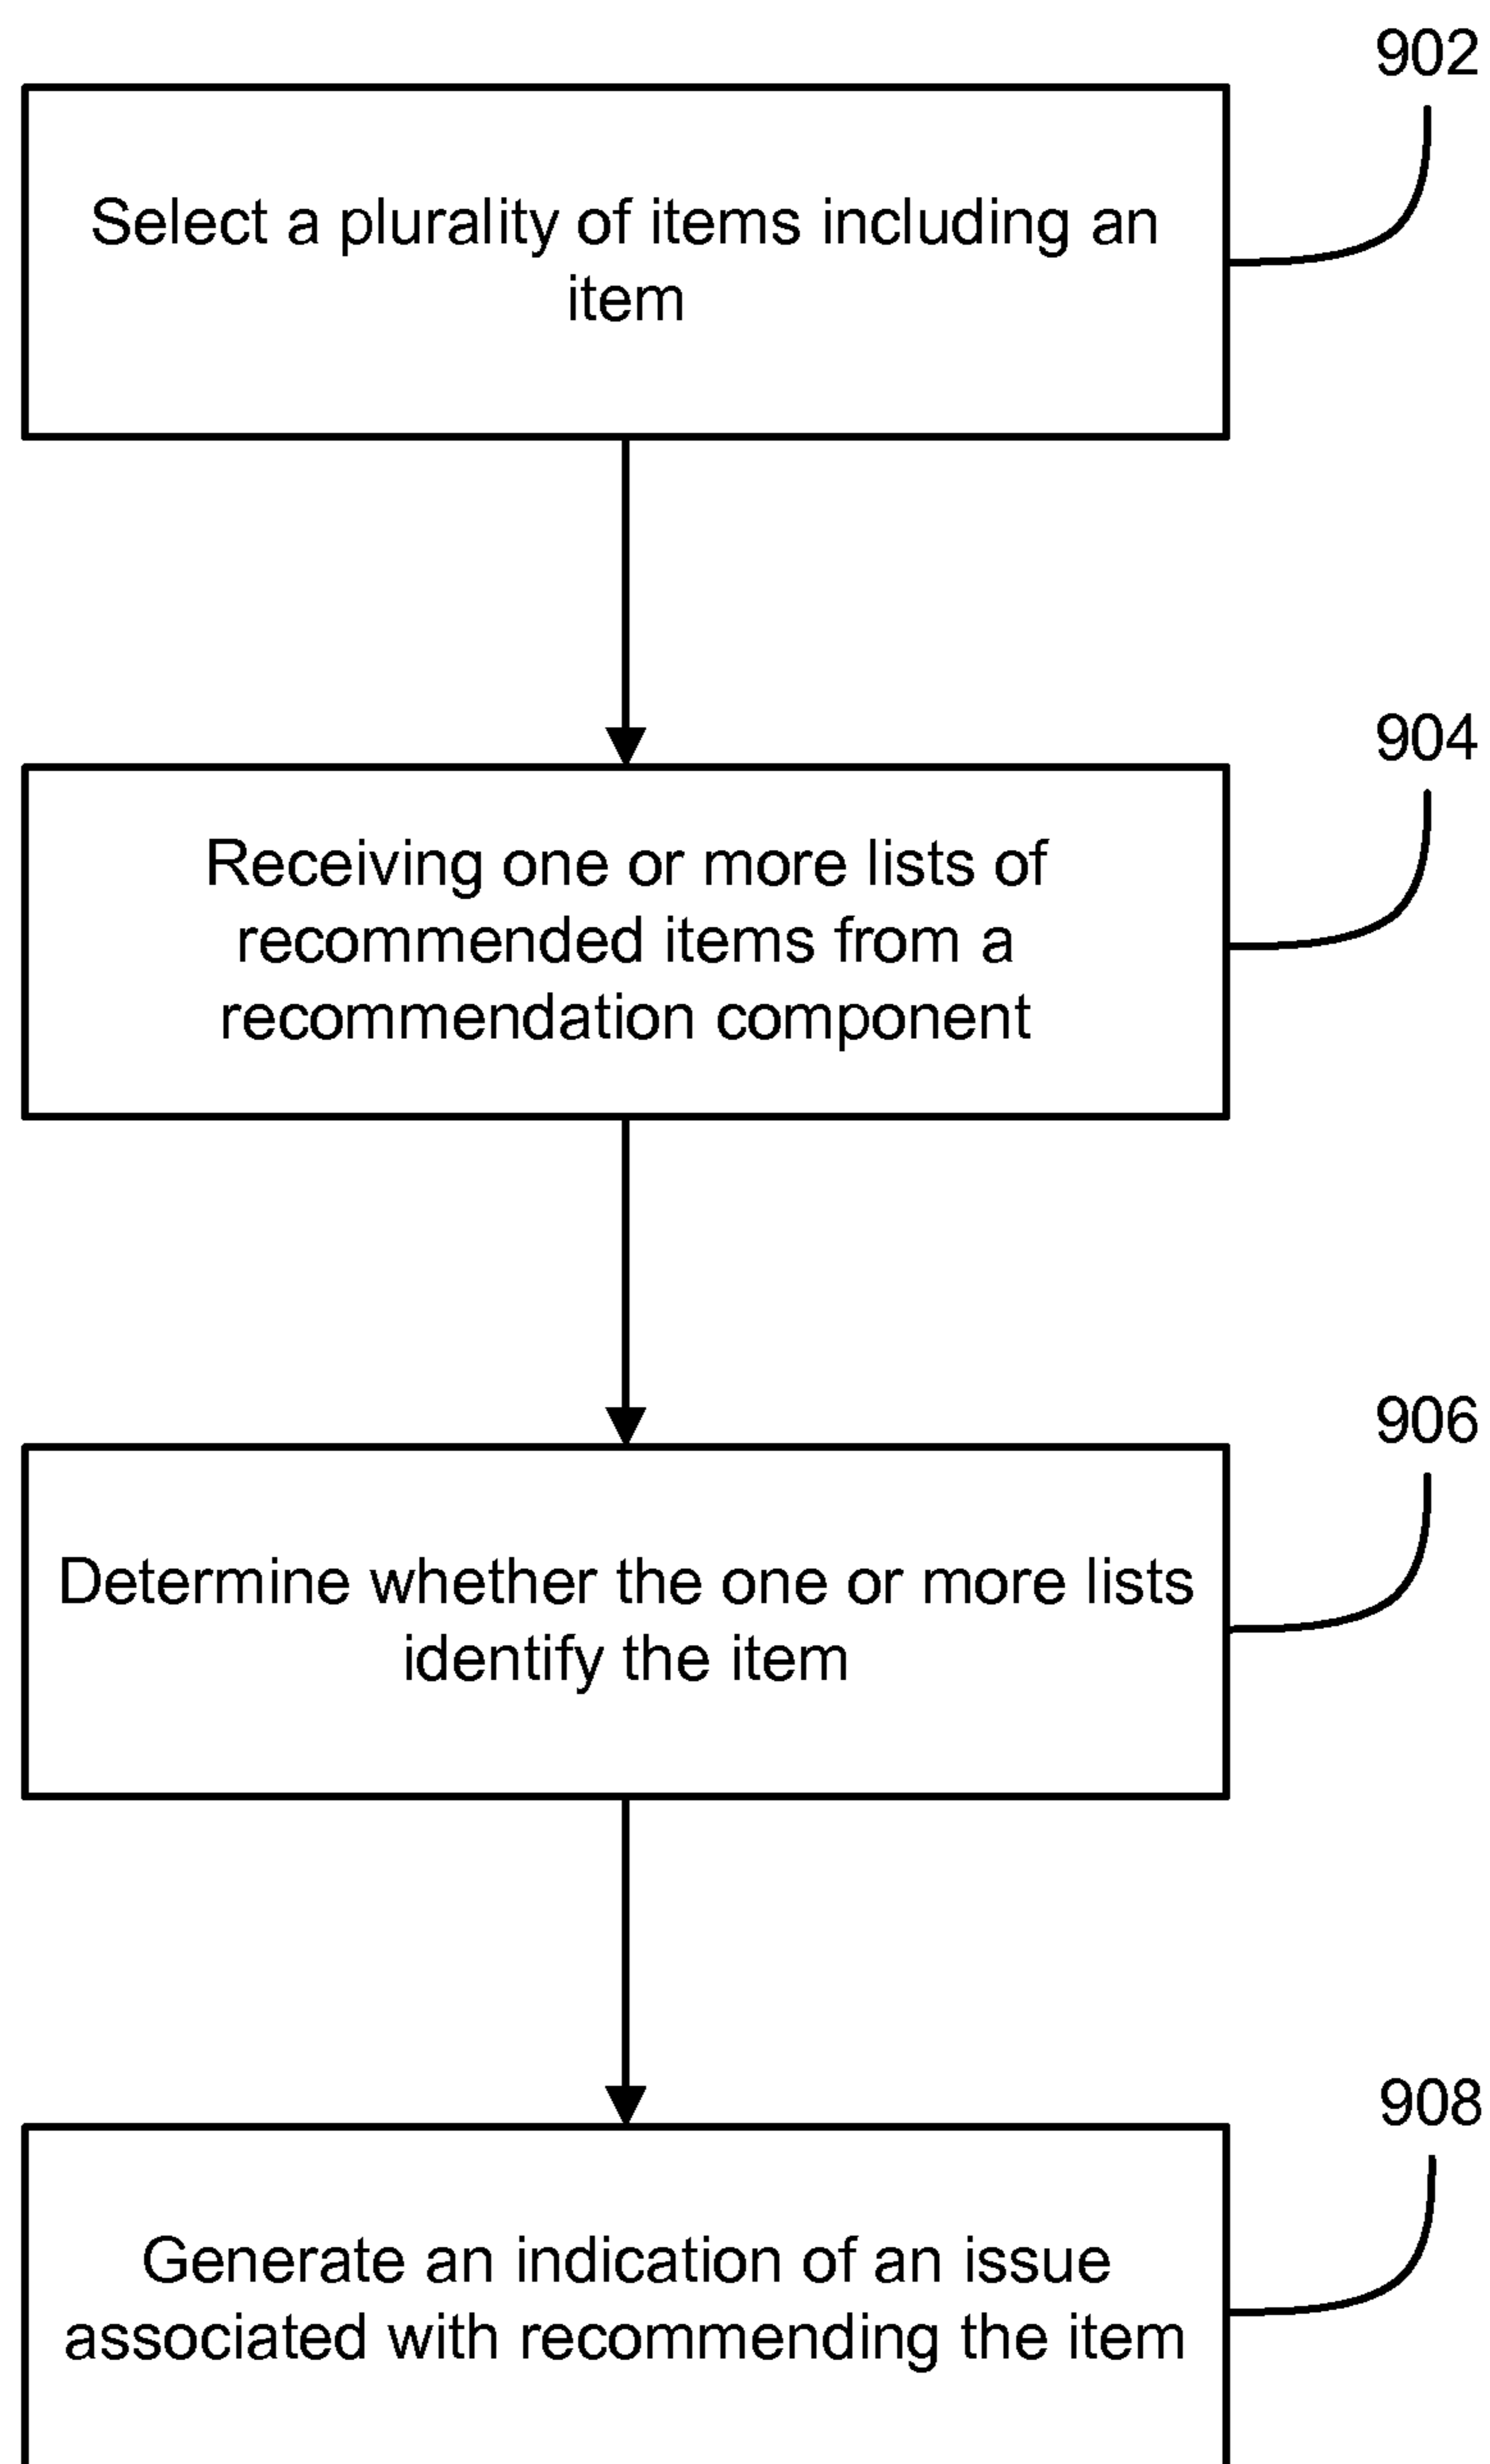 902
Select a plurality of items including an
item
904
Receiving one or more lists of
recommended items from a
recommendation component
906
Determine whether the one or more lists
identify the item
908
Generate an indication of an issue
associated with recommending the item